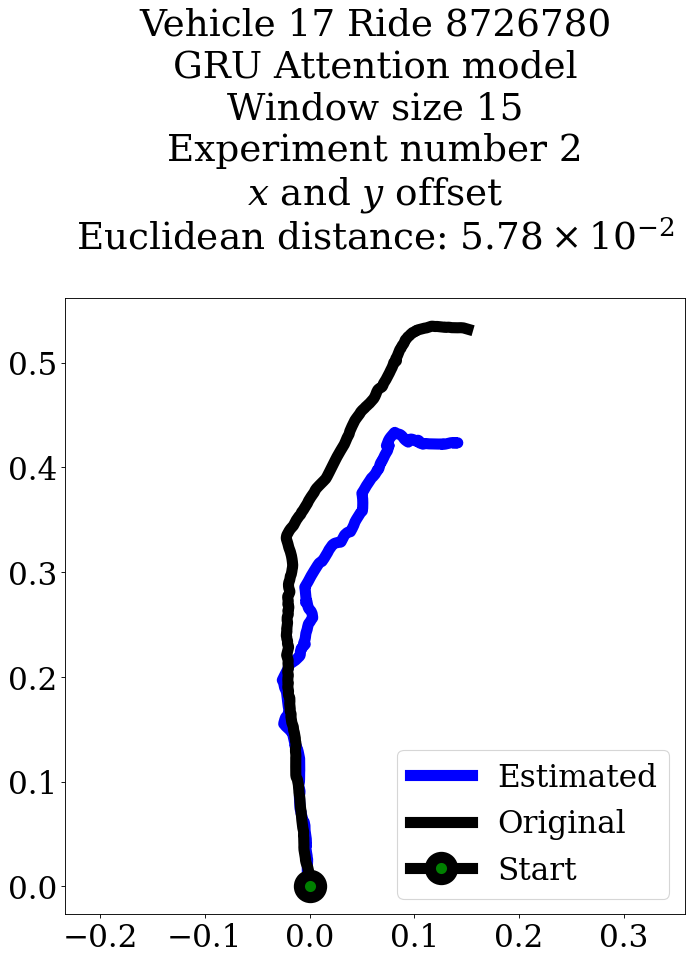 Vehicle 17 Ride 8726780
GRU Attention model
Window size 15
Experiment number 2
x and y offset
Euclidean distance: 5.78 × 10⁻²
0.5
0.4
0.3
0.2
0.1
0.0
Estimated
Original
Start
−0.2 −0.1 0.0 0.1 0.2 0.3